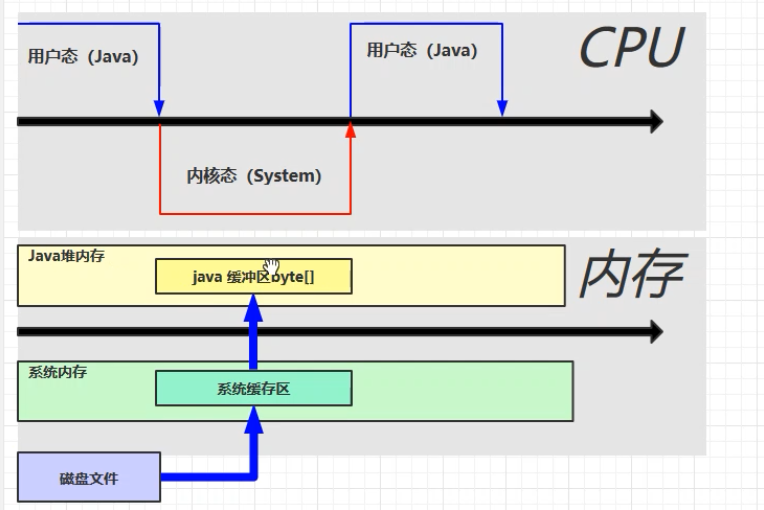 用户态（Java）
用户态（Java）
CPU
内核态（System）
Java堆内存
java 缓冲区byte[]
内存
系统内存
系统缓存区
磁盘文件